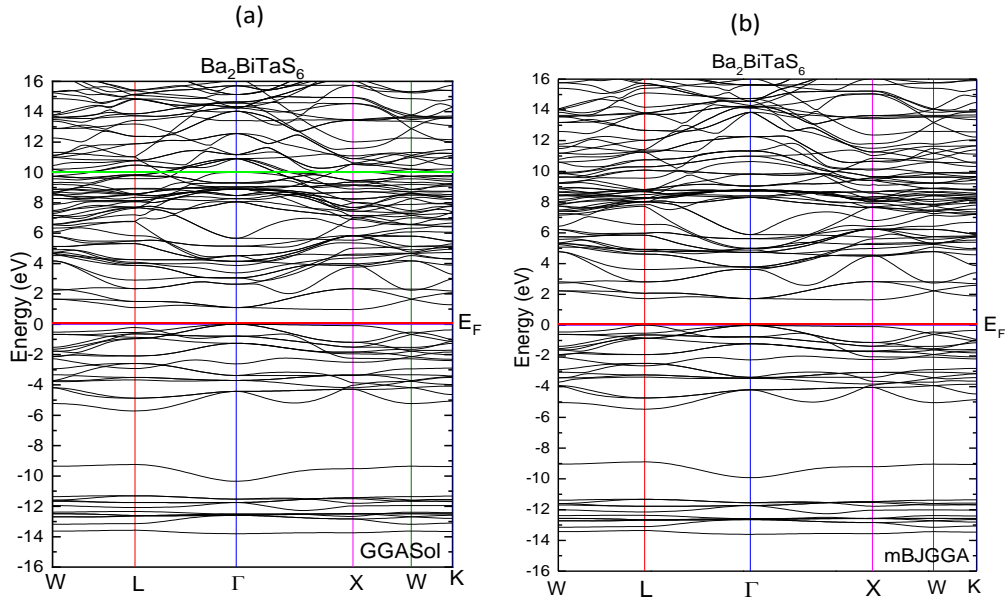 (a)
Ba2BiTaS6
Energy (eV)
16
14
12
10
8
6
4
2
0
-2
-4
-6
-8
-10
-12
-14
-16
EF
GGASol
W L Γ X W K
(b)
Ba2BiTaS6
Energy (eV)
16
14
12
10
8
6
4
2
0
-2
-4
-6
-8
-10
-12
-14
-16
EF
mBJGGA
W L Γ X W K